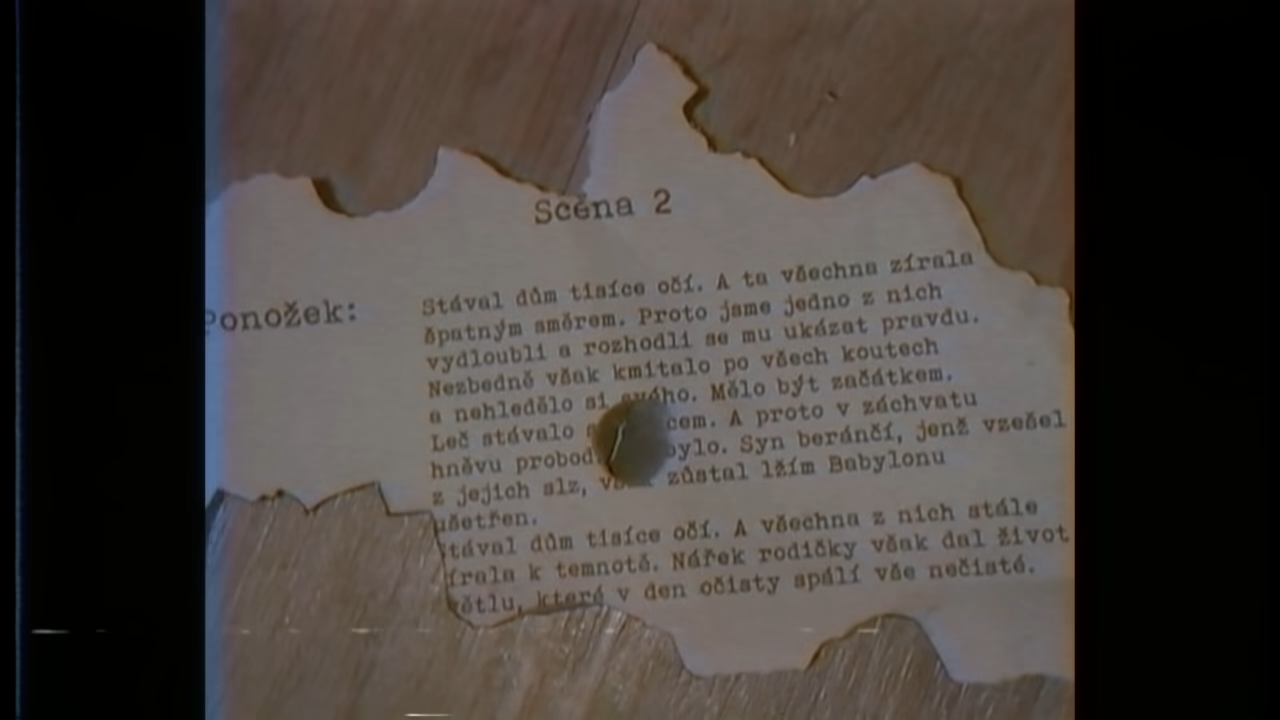 Scéna 2
Ponožek:
Stával dům tisíce očí. A ta všechna zírala
špatným směrem. Proto jsme jedno z nich
vydloubli a rozhodli se mu ukázat pravdu.
Nezbedně však kmitalo po všech koutech
a nehledělo si svého. Mělo být začátkem.
Leč stávalo cem. A proto v záchvatu
hněvu probod bylo. Syn beránčí, jenž vzešel
z jejich slz, zůstal lžím Babylonu
ušetřen.
Stával dům tisíce očí. A všechna z nich stále
írala k temnotě. Nářek rodičky však dal život
větlu, které v den očisty spálí vše nečisté.